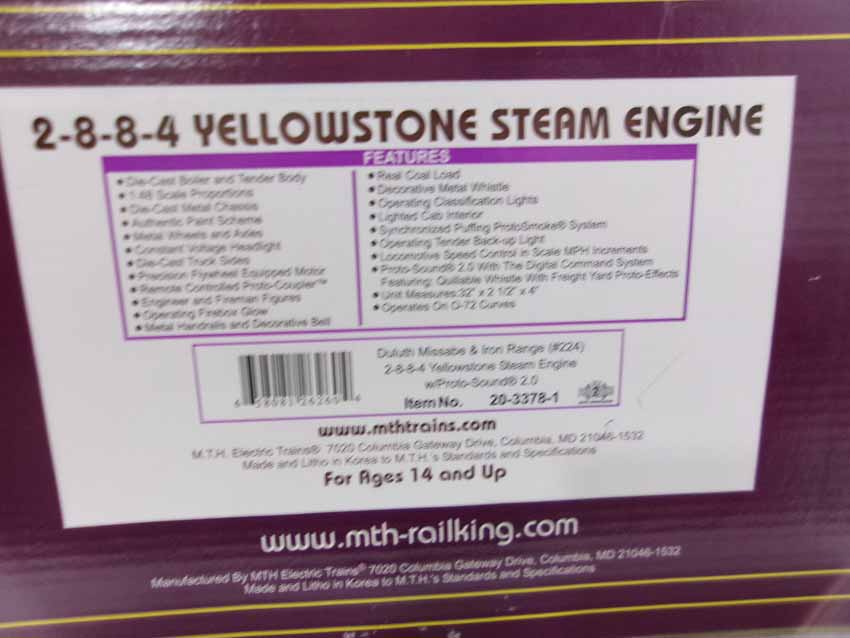 2-8-8-4 YELLOWSTONE STEAM ENGINE
FEATURES
• Die-Cast Boiler and Tender Body
• 1:48 Scale Proportions
• Die-Cast Metal Chassis
• Authentic Paint Scheme
• Metal Wheels and Axles
• Constant Voltage Headlight
• Die-Cast Truck Sides
• Precision Flywheel Equipped Motor
• Remote Controlled Proto-Coupler™
• Engineer and Fireman Figures
• Operating Firebox Glow
• Metal Handrails and Decorative Bell
• Real Coal Load
• Decorative Metal Whistle
• Operating Classification Lights
• Lighted Cab Interior
• Synchronized Puffing ProtoSmoke® System
• Operating Tender Back-up Light
• Locomotive Speed Control in Scale MPH Increments
• Proto-Sound® 2.0 With The Digital Command System
Featuring: Quillable Whistle With Freight Yard Proto-Effects
• Unit Measures:32" x 2 1/2" x 4"
• Operates On O-72 Curves
Duluth Missabe & Iron Range (#224)
2-8-8-4 Yellowstone Steam Engine
w/Proto-Sound® 2.0
Item No. 20-3378-1
2
www.mthtrains.com
M.T.H. Electric Trains® 7020 Columbia Gateway Drive, Columbia, MD 21046-1532
Made and Litho in Korea to M.T.H.'s Standards and Specifications
For Ages 14 and Up
www.mth-railking.com
Manufactured By MTH Electric Trains® 7020 Columbia Gateway Drive, Columbia, MD 21046-1532
Made and Litho in Korea to M.T.H.'s Standards and Specifications